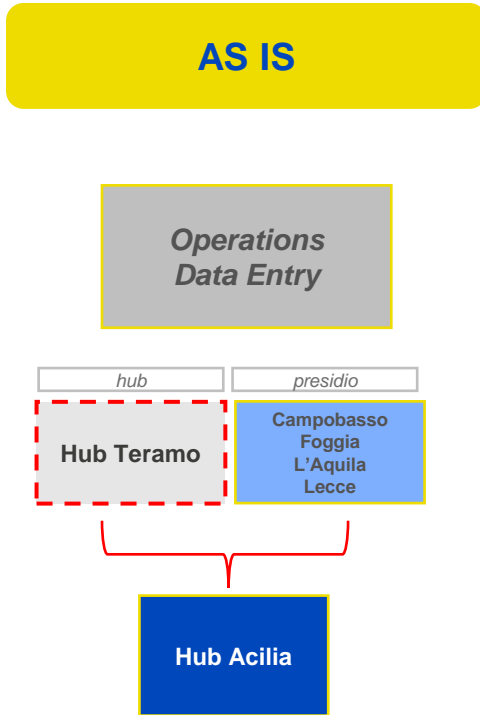 AS IS
Operations
Data Entry
hub
presidio
Hub Teramo
Campobasso
Foggia
L'Aquila
Lecce
Hub Acilia